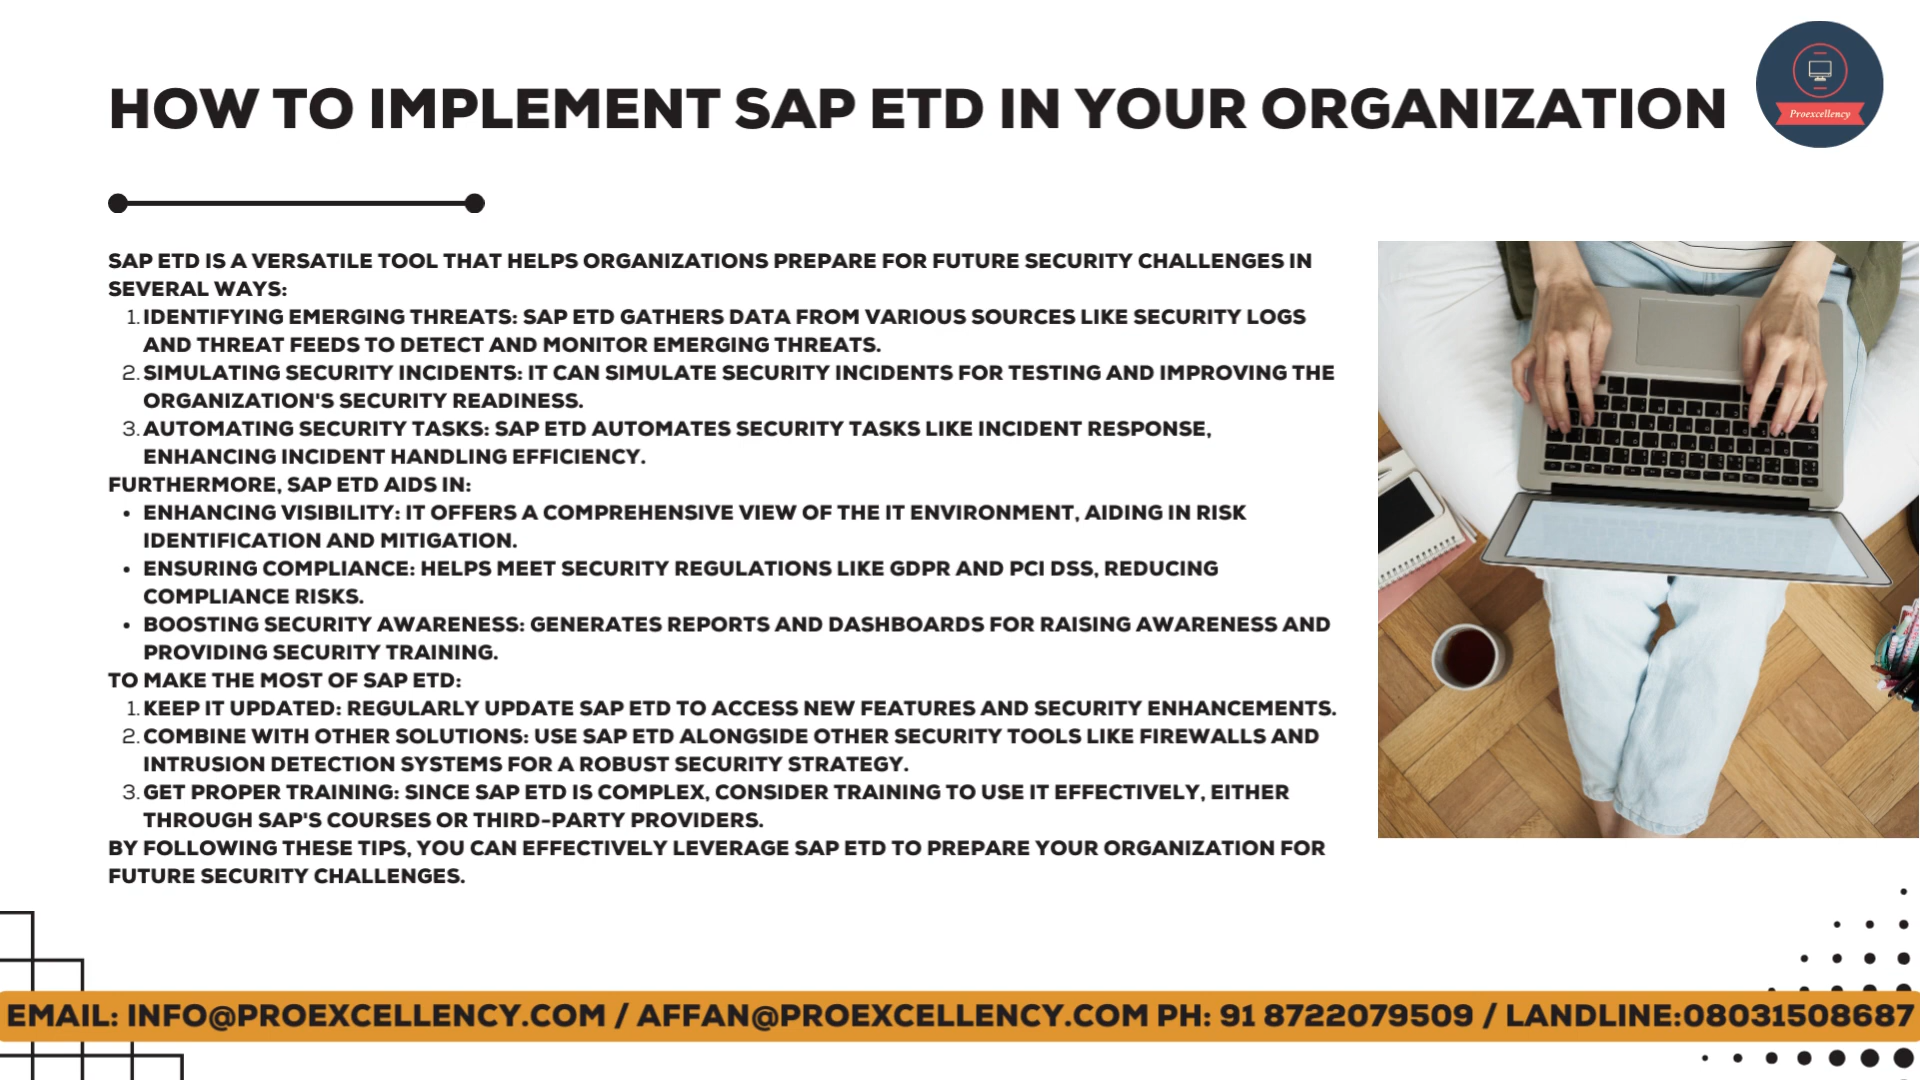 HOW TO IMPLEMENT SAP ETD IN YOUR ORGANIZATION
Proexcellency
SAP ETD IS A VERSATILE TOOL THAT HELPS ORGANIZATIONS PREPARE FOR FUTURE SECURITY CHALLENGES IN
SEVERAL WAYS:
1. IDENTIFYING EMERGING THREATS: SAP ETD GATHERS DATA FROM VARIOUS SOURCES LIKE SECURITY LOGS
AND THREAT FEEDS TO DETECT AND MONITOR EMERGING THREATS.
2. SIMULATING SECURITY INCIDENTS: IT CAN SIMULATE SECURITY INCIDENTS FOR TESTING AND IMPROVING THE
ORGANIZATION'S SECURITY READINESS.
3. AUTOMATING SECURITY TASKS: SAP ETD AUTOMATES SECURITY TASKS LIKE INCIDENT RESPONSE,
ENHANCING INCIDENT HANDLING EFFICIENCY.
FURTHERMORE, SAP ETD AIDS IN:
• ENHANCING VISIBILITY: IT OFFERS A COMPREHENSIVE VIEW OF THE IT ENVIRONMENT, AIDING IN RISK
IDENTIFICATION AND MITIGATION.
• ENSURING COMPLIANCE: HELPS MEET SECURITY REGULATIONS LIKE GDPR AND PCI DSS, REDUCING
COMPLIANCE RISKS.
• BOOSTING SECURITY AWARENESS: GENERATES REPORTS AND DASHBOARDS FOR RAISING AWARENESS AND
PROVIDING SECURITY TRAINING.
TO MAKE THE MOST OF SAP ETD:
1. KEEP IT UPDATED: REGULARLY UPDATE SAP ETD TO ACCESS NEW FEATURES AND SECURITY ENHANCEMENTS.
2. COMBINE WITH OTHER SOLUTIONS: USE SAP ETD ALONGSIDE OTHER SECURITY TOOLS LIKE FIREWALLS AND
INTRUSION DETECTION SYSTEMS FOR A ROBUST SECURITY STRATEGY.
3. GET PROPER TRAINING: SINCE SAP ETD IS COMPLEX, CONSIDER TRAINING TO USE IT EFFECTIVELY, EITHER
THROUGH SAP'S COURSES OR THIRD-PARTY PROVIDERS.
BY FOLLOWING THESE TIPS, YOU CAN EFFECTIVELY LEVERAGE SAP ETD TO PREPARE YOUR ORGANIZATION FOR
FUTURE SECURITY CHALLENGES.
EMAIL: INFO@PROEXCELLENCY.COM / AFFAN@PROEXCELLENCY.COM PH: 91 8722079509 / LANDLINE:08031508687